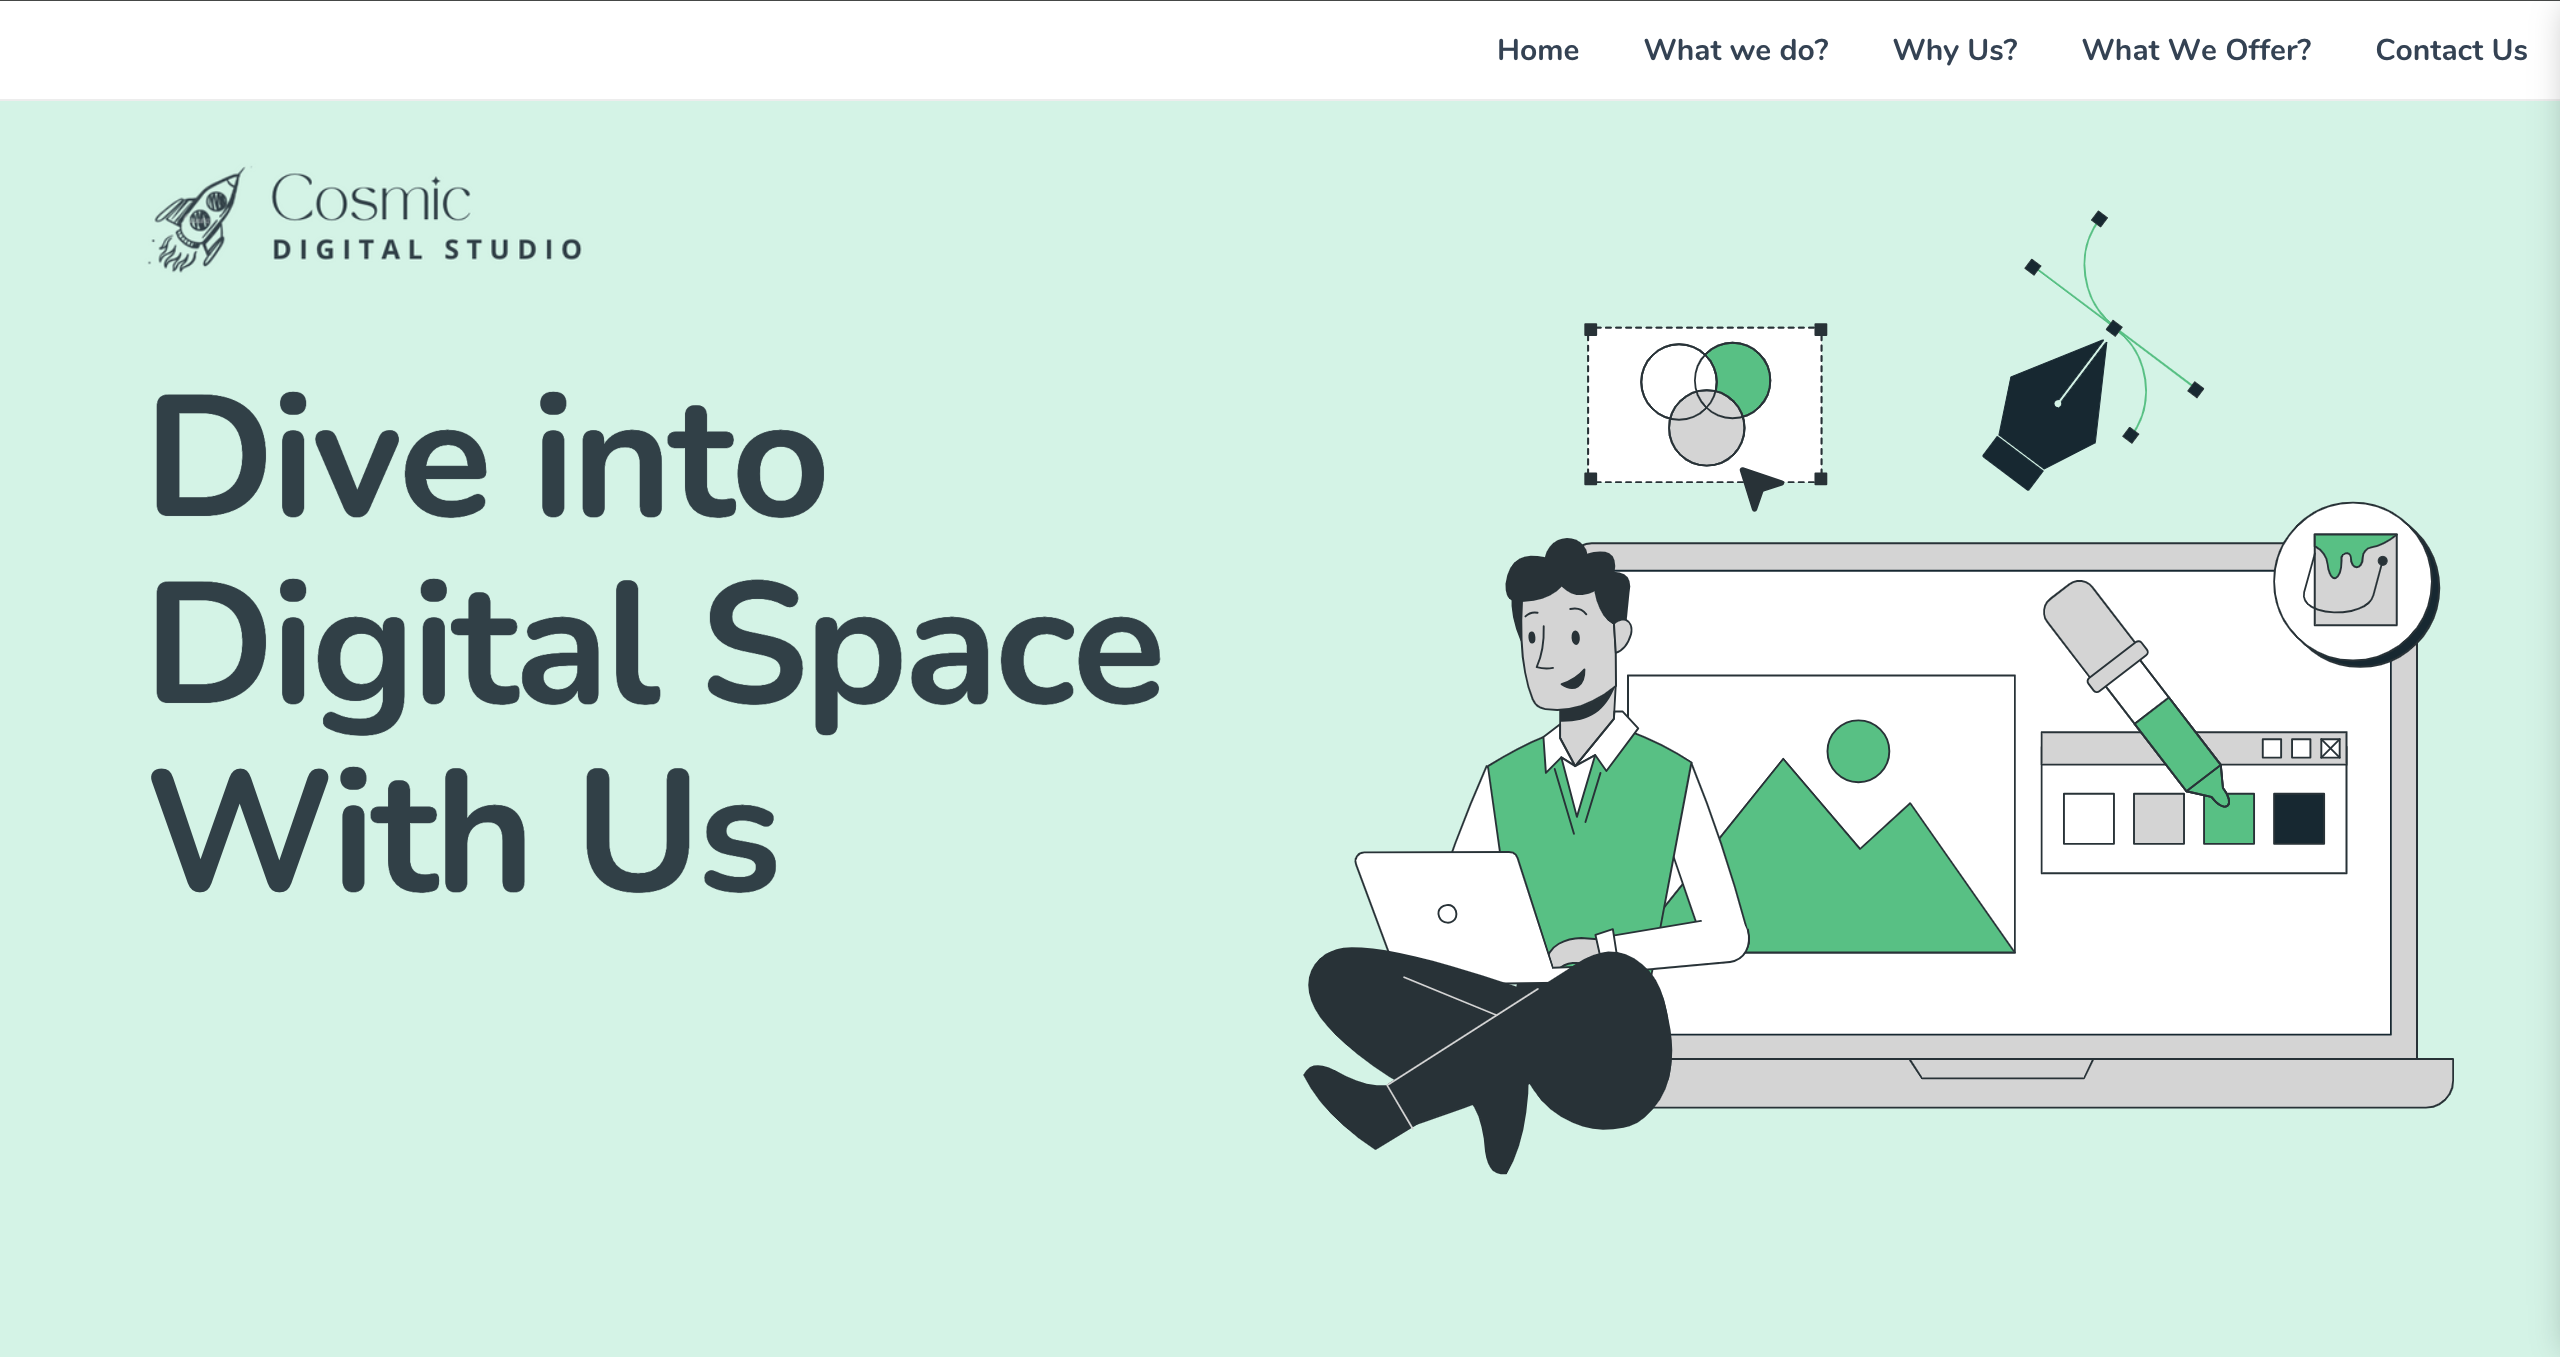 Home What we do? Why Us? What We Offer? Contact Us
Cosmic
DIGITAL STUDIO
Dive into
Digital Space
With Us